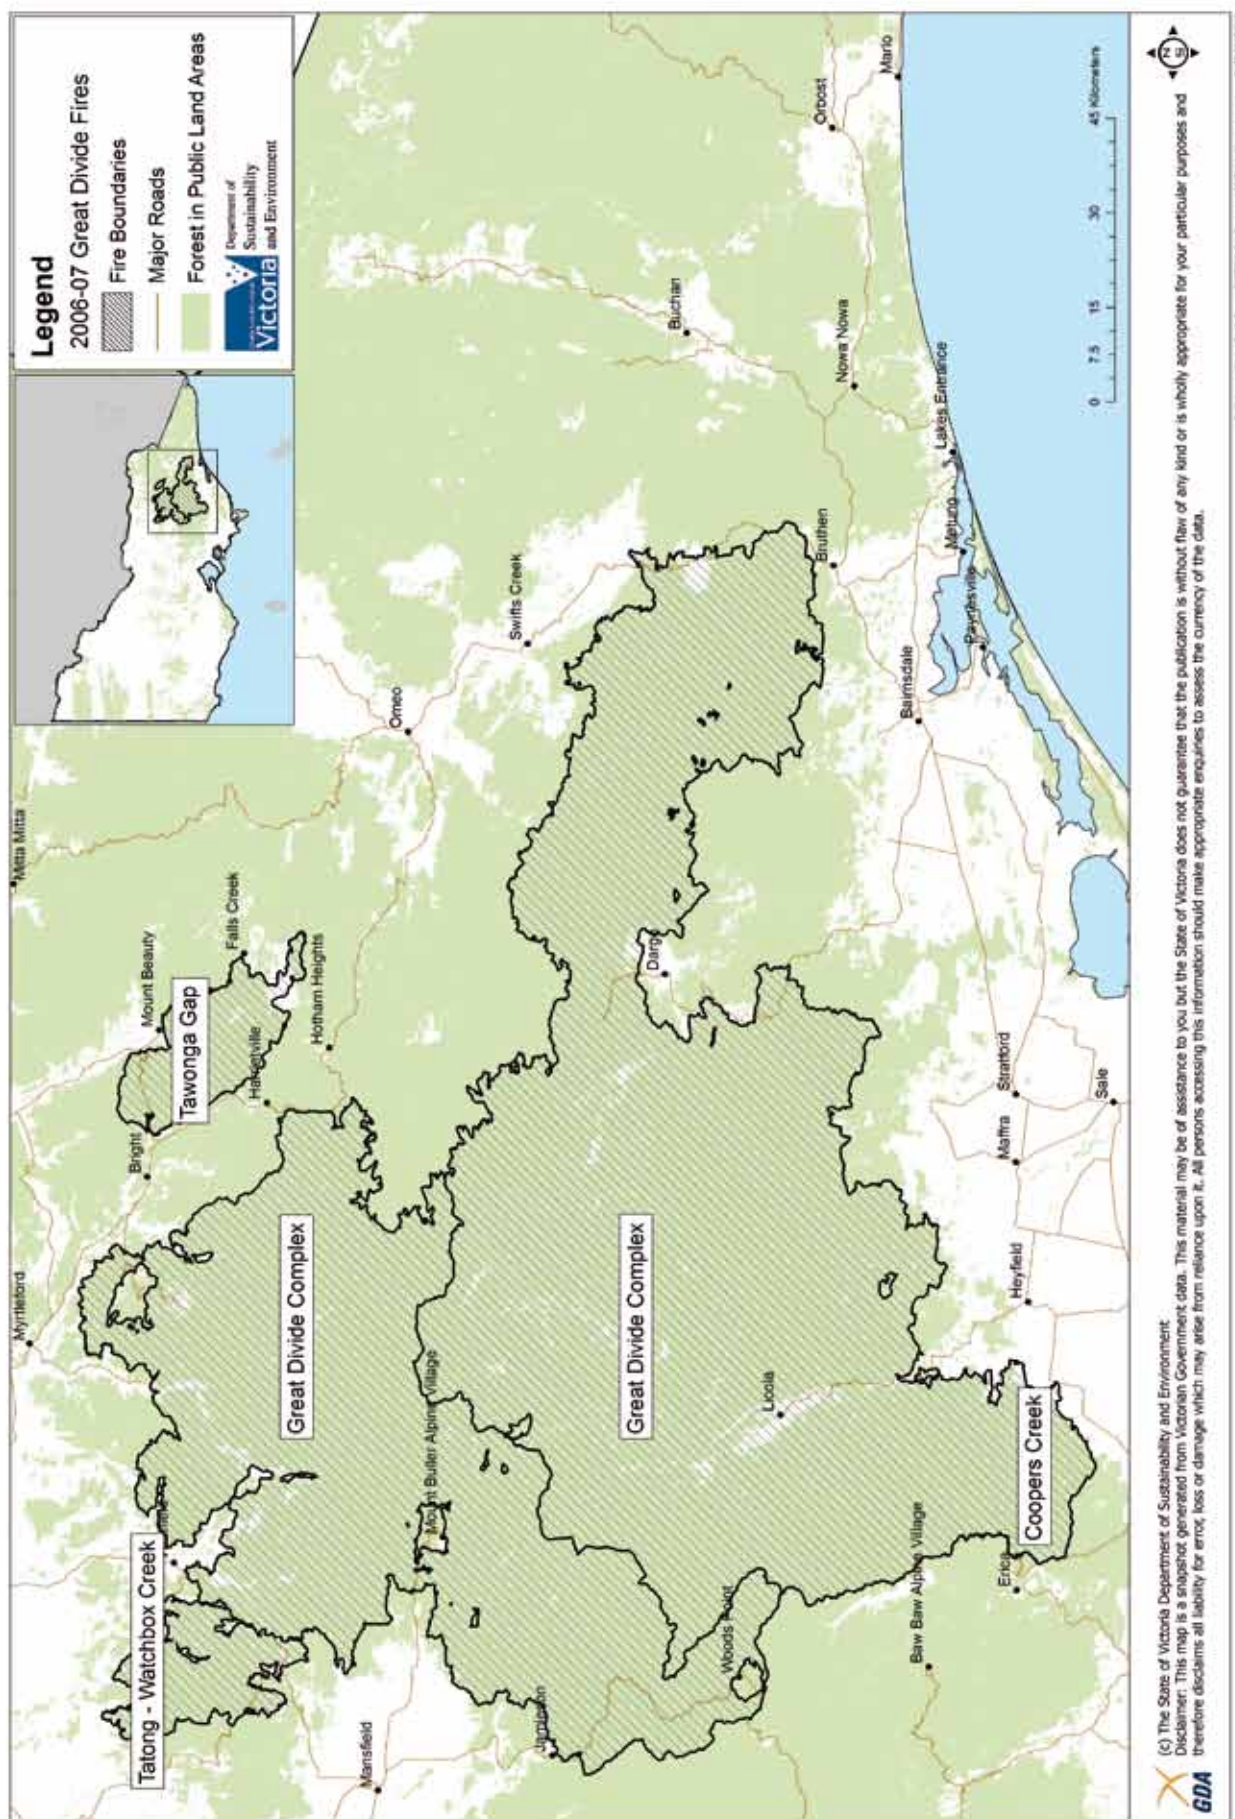 Legend
2006-07 Great Divide Fires
Fire Boundaries
Major Roads
Forest in Public Land Areas
Victoria
Department of
Sustainability
and Environment
Mitta Mitta
Myrtleford
Bright
Mount Beauty
Tawonga Gap
Falls Creek
Harrietville
Hotham Heights
Omeo
Tatong - Watchbox Creek
Great Divide Complex
Mansfield
Mount Buller Alpine Village
Swifts Creek
Jamieson
Great Divide Complex
Dargo
Buchan
Licola
Woods Point
Bruthen
Nowa Nowa
Orbost
Marlo
Bairnsdale
Lakes Entrance
Metung
Paynesville
Baw Baw Alpine Village
Erica
Coopers Creek
Heyfield
Maffra
Stratford
Sale
0 7.5 15 30 45 Kilometers
N
GDA
(c) The State of Victoria Department of Sustainability and Environment
Disclaimer: This map is a snapshot generated from Victorian Government data. This material may be of assistance to you but the State of Victoria does not guarantee that the publication is without flaw of any kind or is wholly appropriate for your particular purposes and
therefore disclaims all liability for error, loss or damage which may arise from reliance upon it. All persons accessing this information should make appropriate enquiries to assess the currency of the data.